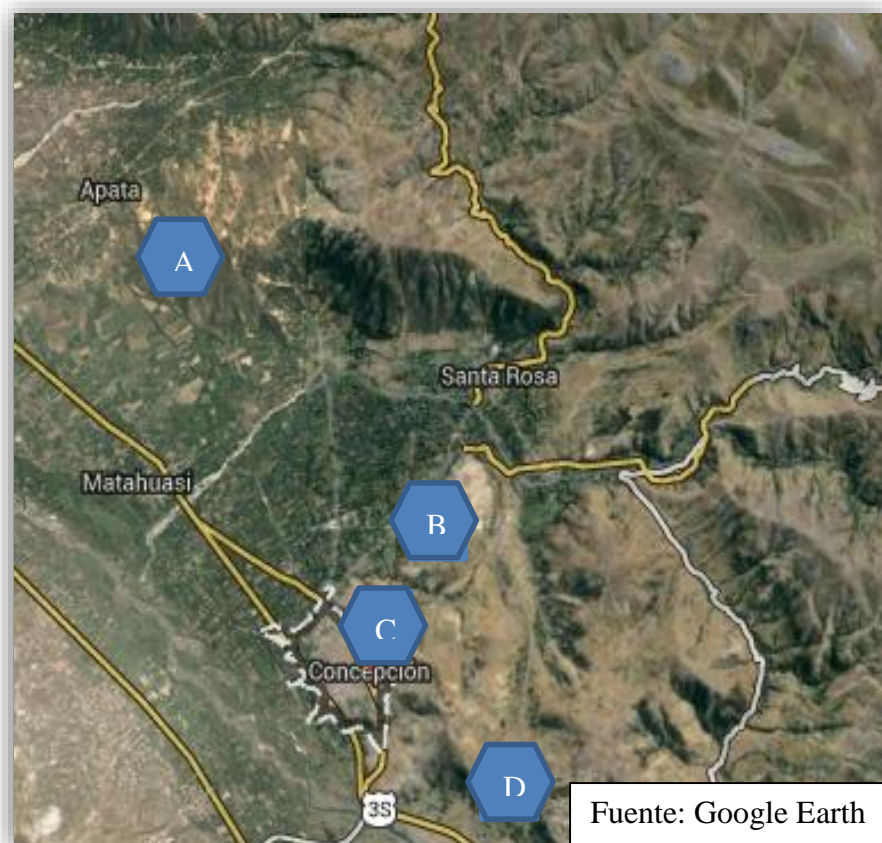 Apata
A
Santa Rosa
Matahuasi
B
C
Concepción
D
3S
Fuente: Google Earth